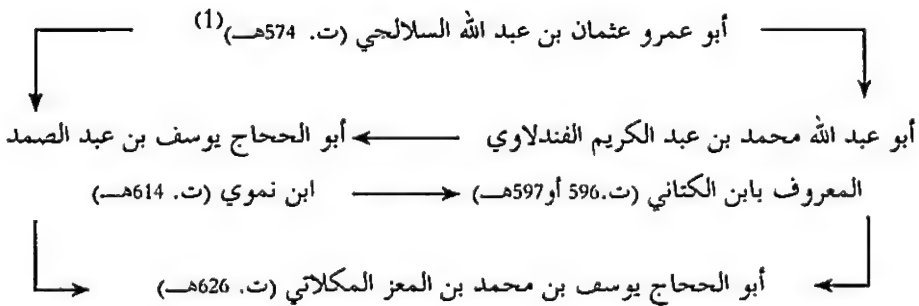 أبو عمرو عثمان بن عبد الله السلالجي (ت. 574هـ)(1)
أبو عبد الله محمد بن عبد الكريم الفندلاوي
المعروف بابن الكتاني (ت.596 أو597هـ)
أبو الحجاج يوسف بن عبد الصمد
ابن نموي (ت. 614هـ)
أبو الحجاج يوسف بن محمد بن المعز المكلاتي (ت. 626هـ)